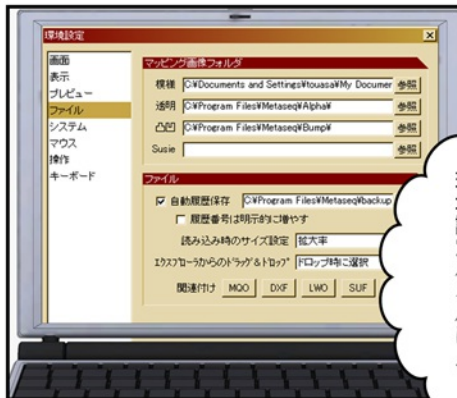 環境設定
画面
表示
プレビュー
ファイル
システム
マウス
操作
キーボード
マッピング画像フォルダ
模様 C:¥Documents and Settings¥touasa¥My Documer 参照
透明 C:¥Program Files¥Metaseq¥Alpha¥ 参照
凸凹 C:¥Program Files¥Metaseq¥Bump¥ 参照
Susie 参照
ファイル
自動履歴保存 C:¥Program Files¥Metaseq¥backup
履歴番号は明示的に増やす
読み込み時のサイズ設定 拡大率
エクスプローラからのドラッグ&ドロップ ドロップ時に選択
関連付け MQO DXF LWO SUF